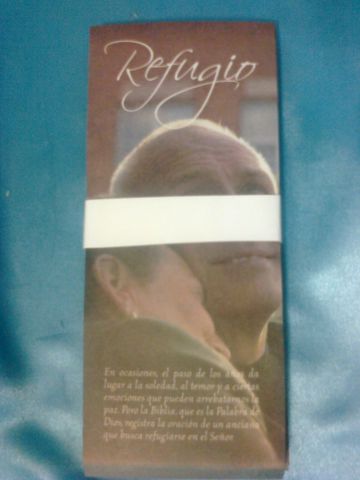 Refugio
En ocasiones, el paso de los años da
lugar a la soledad, al temor y a ciertas
emociones que pueden arrebatarnos la
paz. Pero la Biblia, que es la Palabra de
Dios, registra la oración de un anciano
que busca refugiarse en el Señor.